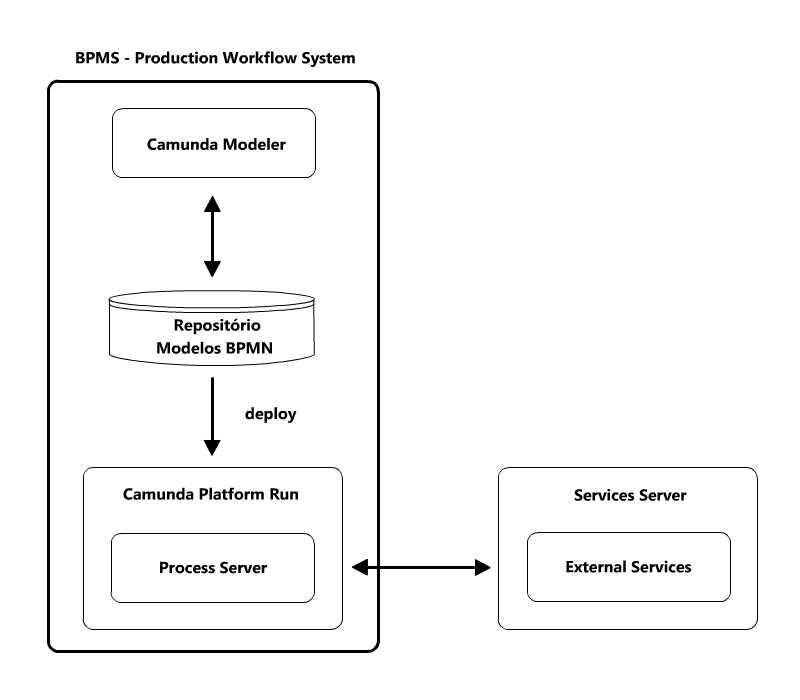 BPMS - Production Workflow System
Camunda Modeler
Repositório
Modelos BPMN
deploy
Camunda Platform Run
Process Server
Services Server
External Services